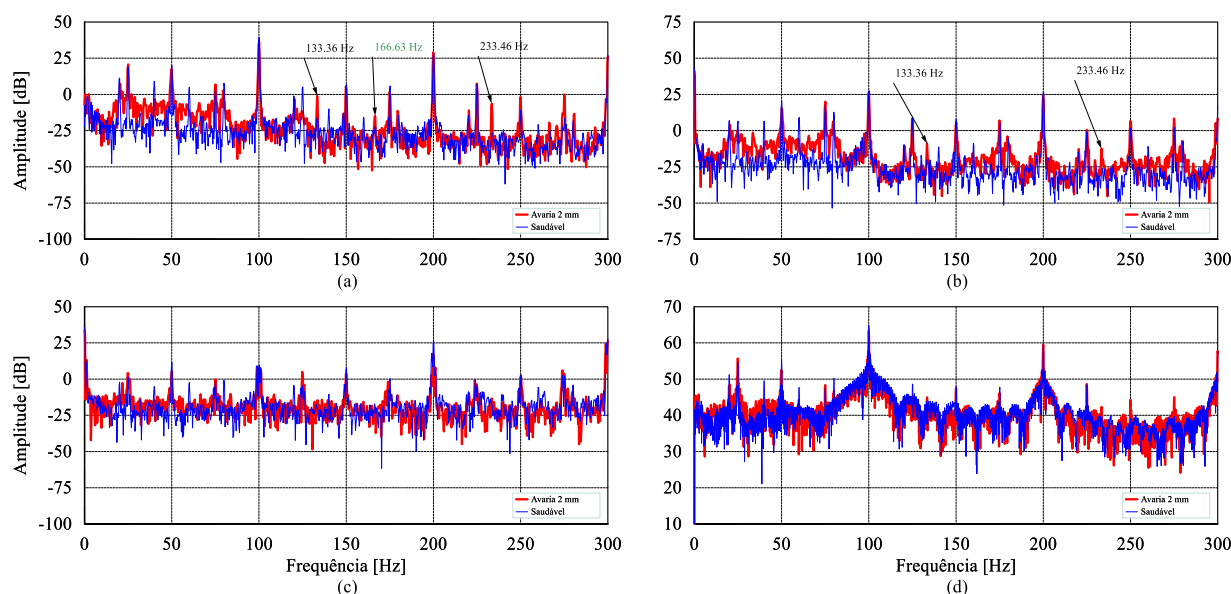 50
25
0
-25
-50
-75
-100
Amplitude [dB]
133.36 Hz
166.63 Hz
233.46 Hz
Avaria 2 mm
Saudável
0
50
100
150
200
250
300
(a)
75
50
25
0
-25
50
-75
133.36 Hz
233.46 Hz
Avaria 2 mm
Saudável
0
50
100
150
200
250
300
(b)
50
25
0
-25
-50
-75
-100
Amplitude [dB]
Avaria 2 mm
Saudável
0
50
100
150
200
250
300
Frequência [Hz]
(c)
70
60
50
40
30
20
10
Avaria 2 mm
Saudável
0
50
100
150
200
250
300
Frequência [Hz]
(d)